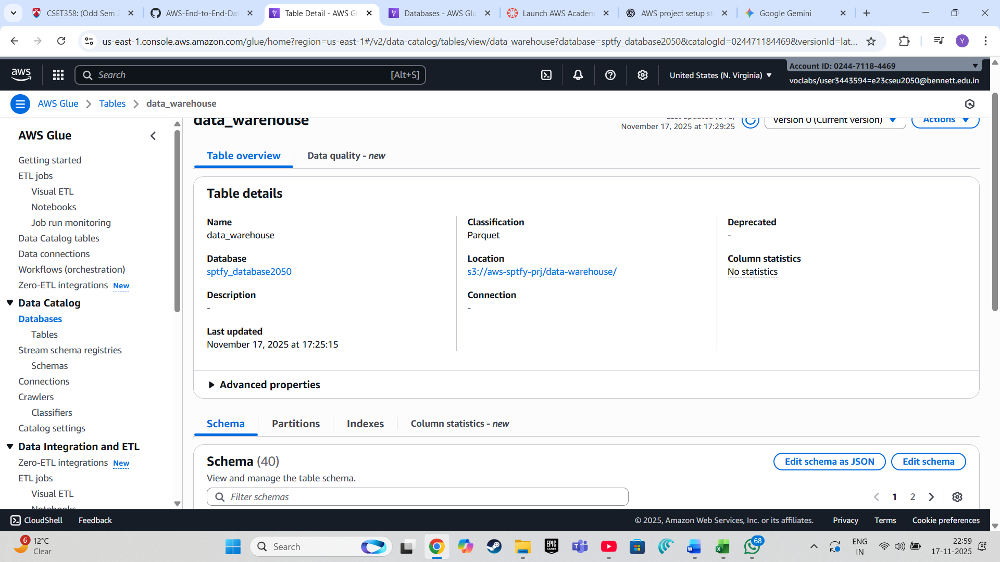 CSET358: (Odd Sem 2
AWS-End-to-End-Da
Table Detail - AWS Gl
Databases - AWS Glu
Launch AWS Academ
AWS project setup st
Google Gemini
us-east-1.console.aws.amazon.com/glue/home?region=us-east-1#/v2/data-catalog/tables/view/data_warehouse?database=sptfy_database2050&catalogId=024471184469&versionId=lat...
Y
aws
Search
[Alt+S]
United States (N. Virginia)
Account ID: 0244-7118-4469
voclabs/user3443594=e23cseu2050@bennett.edu.in
AWS Glue
Tables
data_warehouse
AWS Glue
Getting started
ETL jobs
Visual ETL
Notebooks
Job run monitoring
Data Catalog tables
Data connections
Workflows (orchestration)
Zero-ETL integrations New
Data Catalog
Databases
Tables
Stream schema registries
Schemas
Connections
Crawlers
Classifiers
Catalog settings
Data Integration and ETL
Zero-ETL integrations New
ETL jobs
Visual ETL
Notebooks
data_warehouse
Last updated (UTC)
November 17, 2025 at 17:29:25
Version 0 (Current version)
Actions
Table overview
Data quality - new
Table details
Name
data_warehouse
Database
sptfy_database2050
Description
-
Last updated
November 17, 2025 at 17:25:15
Classification
Parquet
Location
s3://aws-sptfy-prj/data-warehouse/
Connection
-
Deprecated
-
Column statistics
No statistics
Advanced properties
Schema
Partitions
Indexes
Column statistics - new
Schema (40)
View and manage the table schema.
Edit schema as JSON
Edit schema
Filter schemas
1
2
CloudShell
Feedback
© 2025, Amazon Web Services, Inc. or its affiliates.
Privacy
Terms
Cookie preferences
6
12°C
Clear
Search
EPIC
GAMES
68
ENG
IN
22:59
17-11-2025